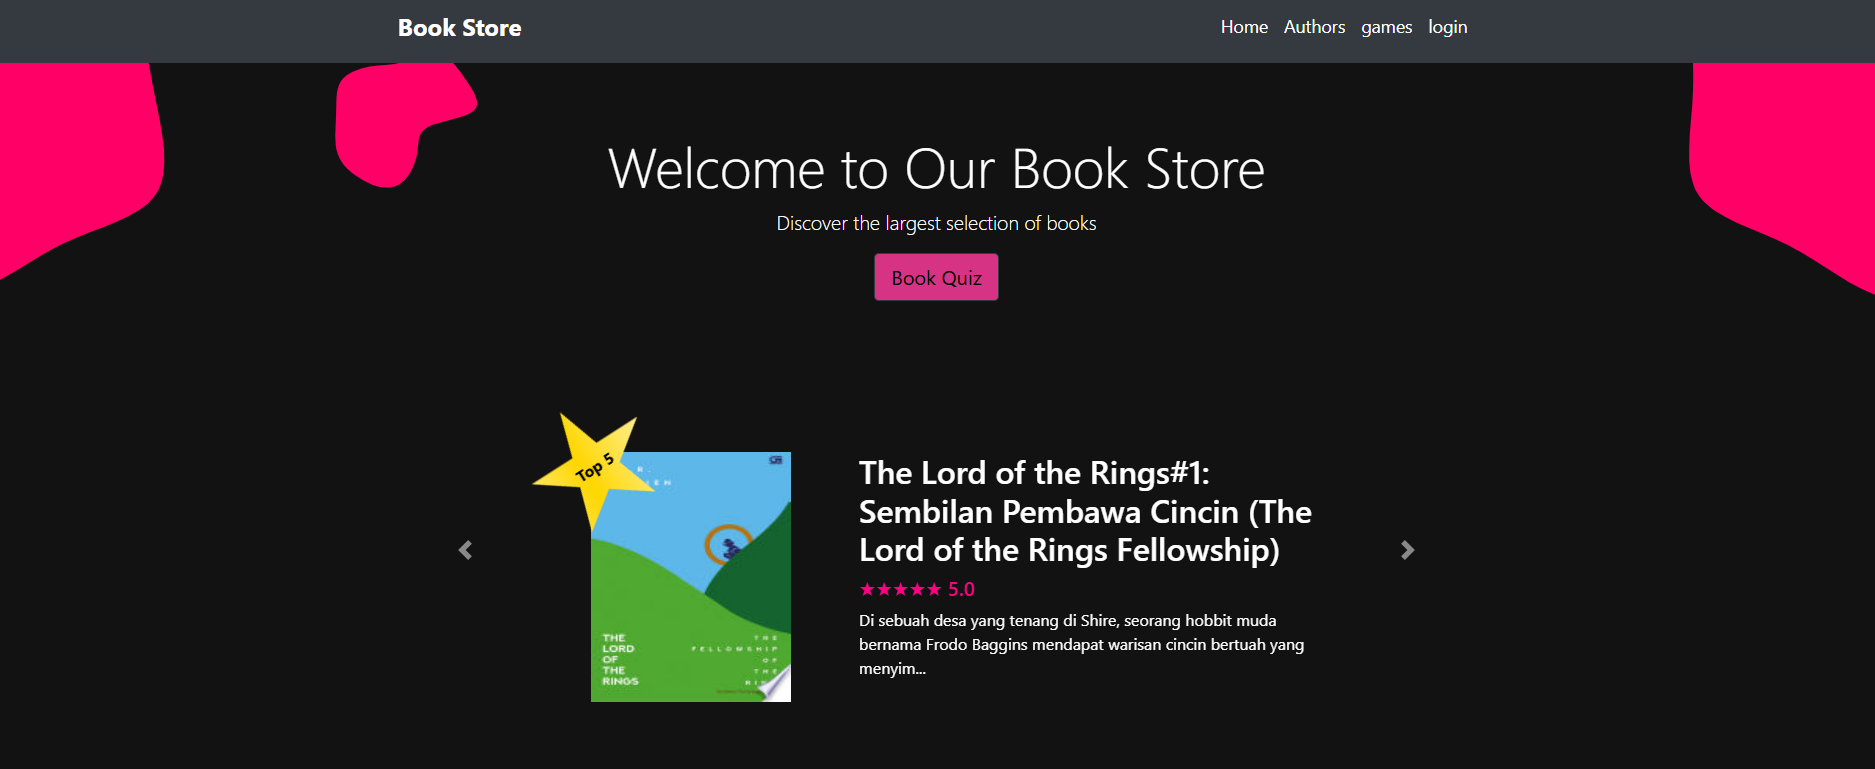 Book Store
Home Authors games login
Welcome to Our Book Store
Discover the largest selection of books
Book Quiz
Top 5
The Lord of the Rings#1:
Sembilan Pembawa Cincin (The
Lord of the Rings Fellowship)
★★★★★ 5.0
Di sebuah desa yang tenang di Shire, seorang hobbit muda
bernama Frodo Baggins mendapat warisan cincin bertuah yang
menyim...
THE
LORD
OF
THE
RINGS
THE
FELLOWSHIP
OF
THE